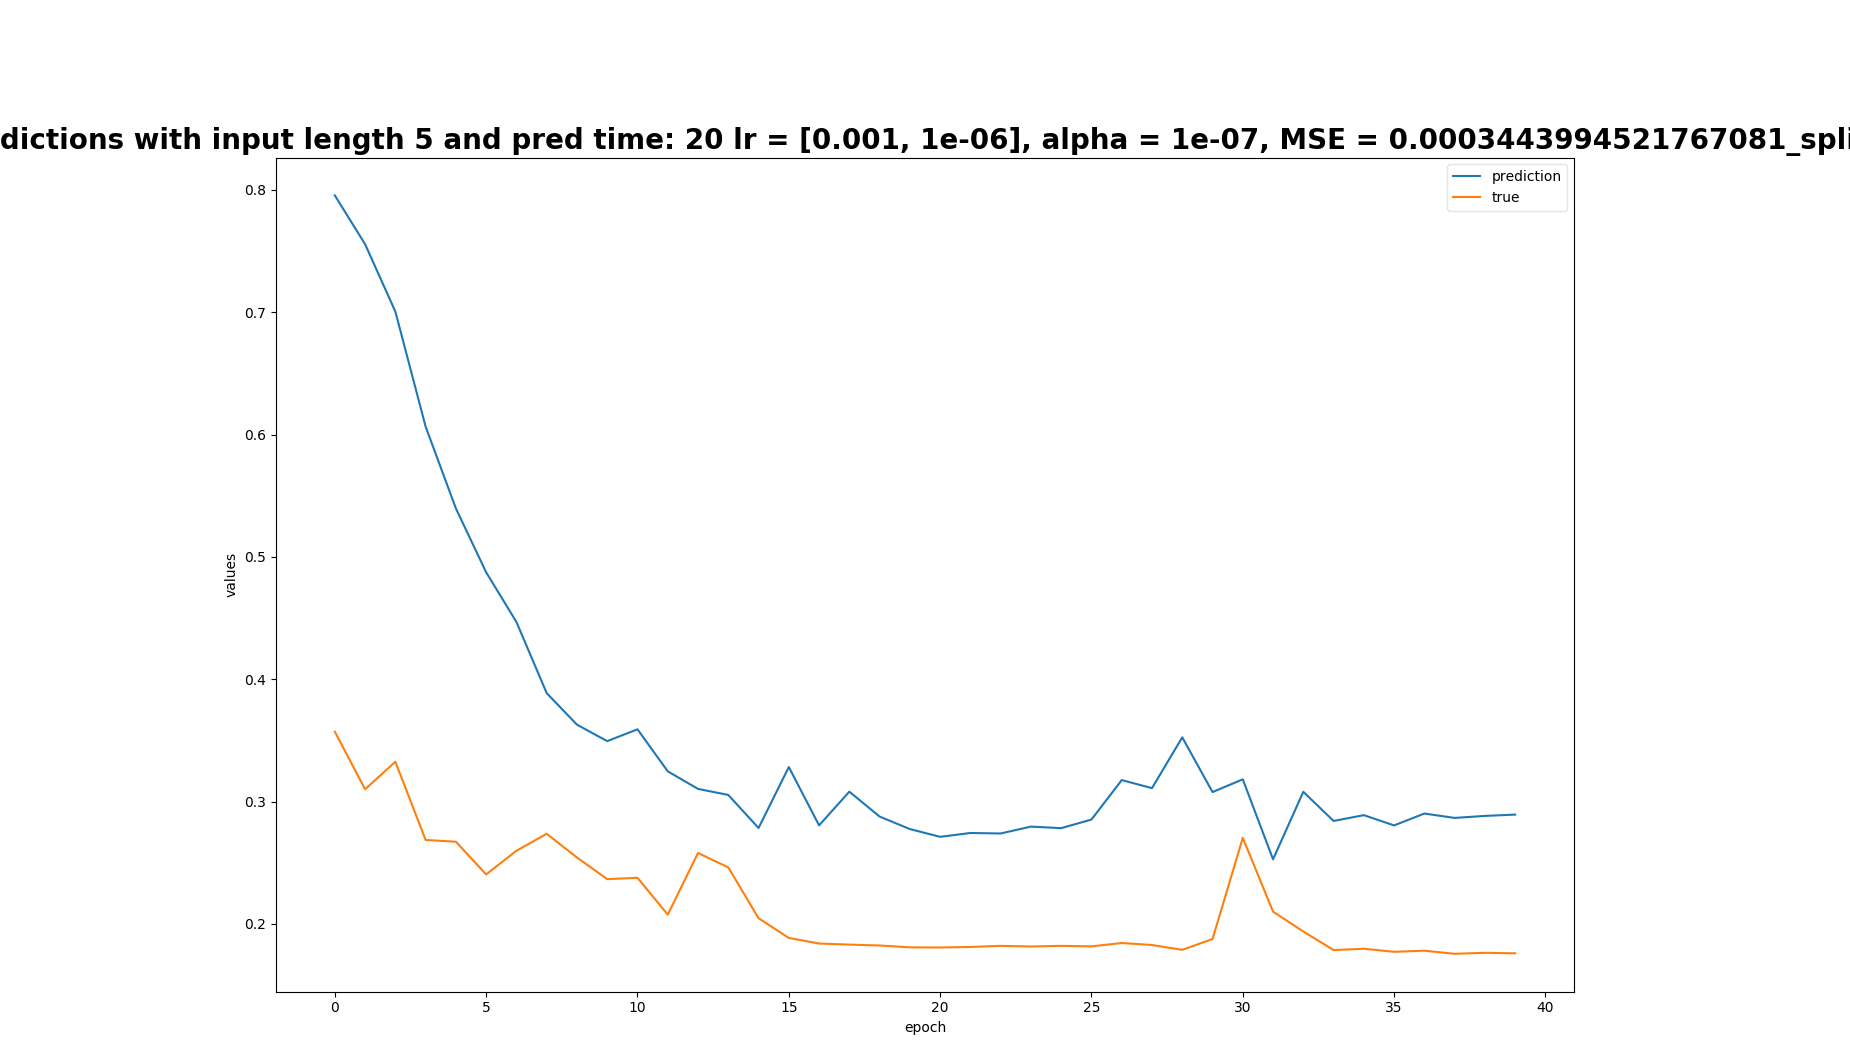 dictions with input length 5 and pred time: 20 lr = [0.001, 1e-06], alpha = 1e-07, MSE = 0.0003443994521767081_spli
prediction
true
0.8
0.7
0.6
0.5
0.4
0.3
0.2
values
0 5 10 15 20 25 30 35 40
epoch